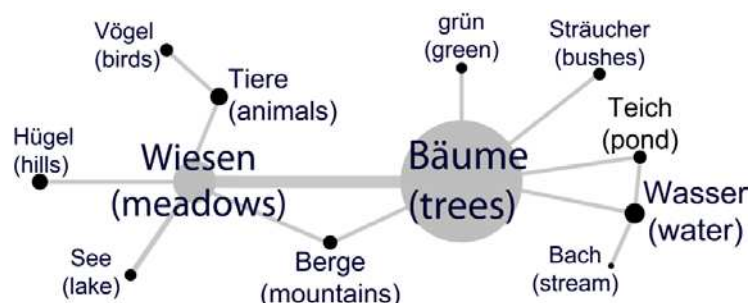 Vögel
(birds)
Tiere
(animals)
Hügel
(hills)
Wiesen
(meadows)
See
(lake)
Berge
(mountains)
grün
(green)
Sträucher
(bushes)
Teich
(pond)
Bäume
(trees)
Wasser
(water)
Bach
(stream)